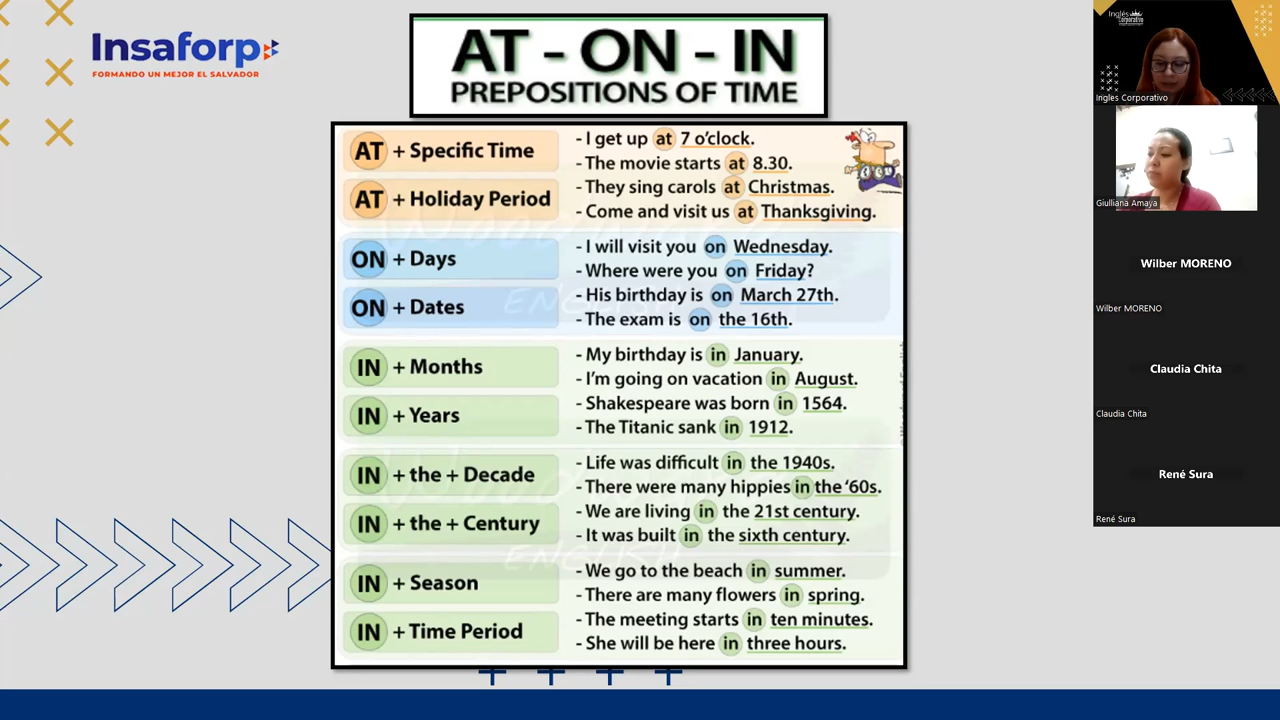 Insaforp
FORMANDO UN MEJOR EL SALVADOR
AT - ON - IN
PREPOSITIONS OF TIME
AT + Specific Time
- I get up at 7 o'clock.
- The movie starts at 8.30.
AT + Holiday Period
- They sing carols at Christmas.
- Come and visit us at Thanksgiving.
ON + Days
- I will visit you on Wednesday.
- Where were you on Friday?
ON + Dates
- His birthday is on March 27th.
- The exam is on the 16th.
IN + Months
- My birthday is in January.
- I'm going on vacation in August.
IN + Years
- Shakespeare was born in 1564.
- The Titanic sank in 1912.
IN + the + Decade
- Life was difficult in the 1940s.
- There were many hippies in the '60s.
IN + the + Century
- We are living in the 21st century.
- It was built in the sixth century.
IN + Season
- We go to the beach in summer.
- There are many flowers in spring.
IN + Time Period
- The meeting starts in ten minutes.
- She will be here in three hours.
ENGLISH
ENGLISH
Inglés
Corporativo
Ingles Corporativo
Giulliana Amaya
Wilber MORENO
Wilber MORENO
Claudia Chita
Claudia Chita
René Sura
René Sura